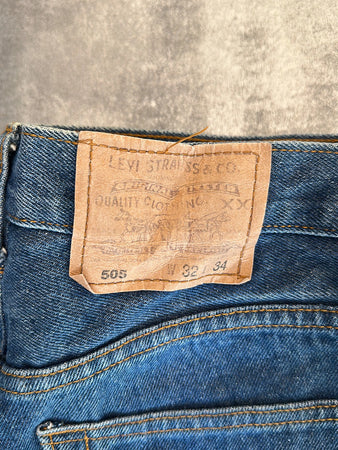 LEVI STRAUSS & CO.
QUALITY CLOTHING XX
505 W 32 L 34